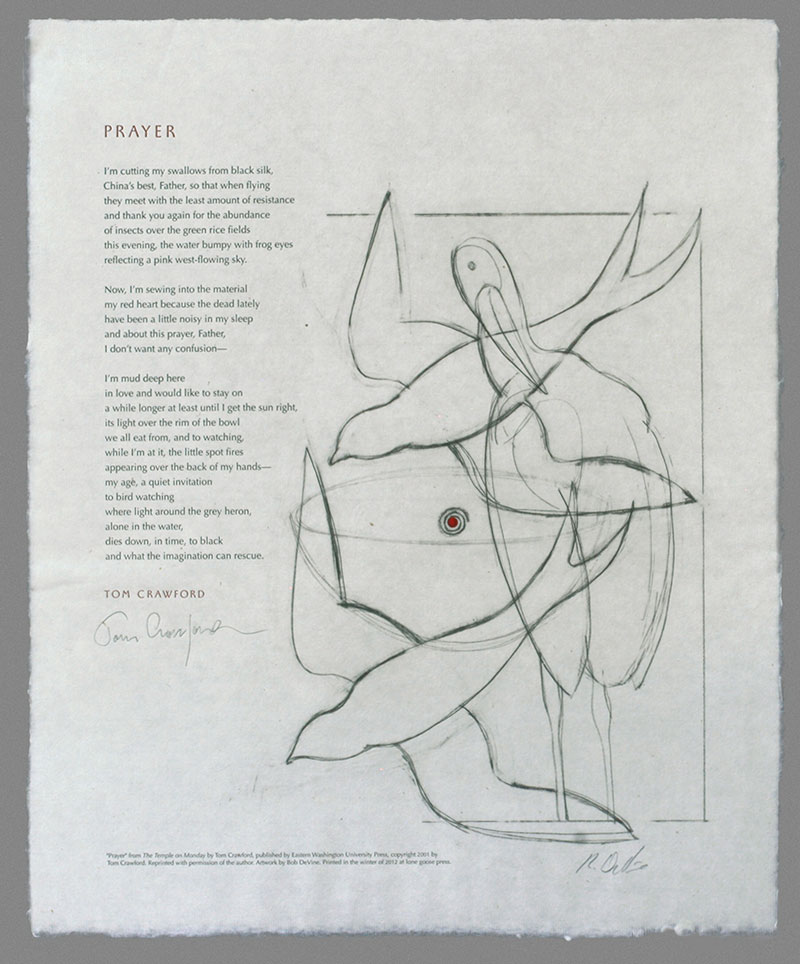 PRAYER
I'm cutting my swallows from black silk,
China's best, Father, so that when flying
they meet with the least amount of resistance
and thank you again for the abundance
of insects over the green rice fields
this evening, the water bumpy with frog eyes
reflecting a pink west-flowing sky.
Now, I'm sewing into the material
my red heart because the dead lately
have been a little noisy in my sleep
and about this prayer, Father,
I don't want any confusion—
I'm mud deep here
in love and would like to stay on
a while longer at least until I get the sun right,
its light over the rim of the bowl
we all eat from, and to watching,
while I'm at it, the little spot fires
appearing over the back of my hands—
my age, a quiet invitation
to bird watching
where light around the grey heron,
alone in the water,
dies down, in time, to black
and what the imagination can rescue.
TOM CRAWFORD
Tom Crawford
"Prayer" from The Temple on Monday by Tom Crawford, published by Eastern Washington University Press, copyright 2001 by
Tom Crawford. Reprinted with permission of the author. Artwork by Bob DeVine. Printed in the winter of 2012 at lone goose press.